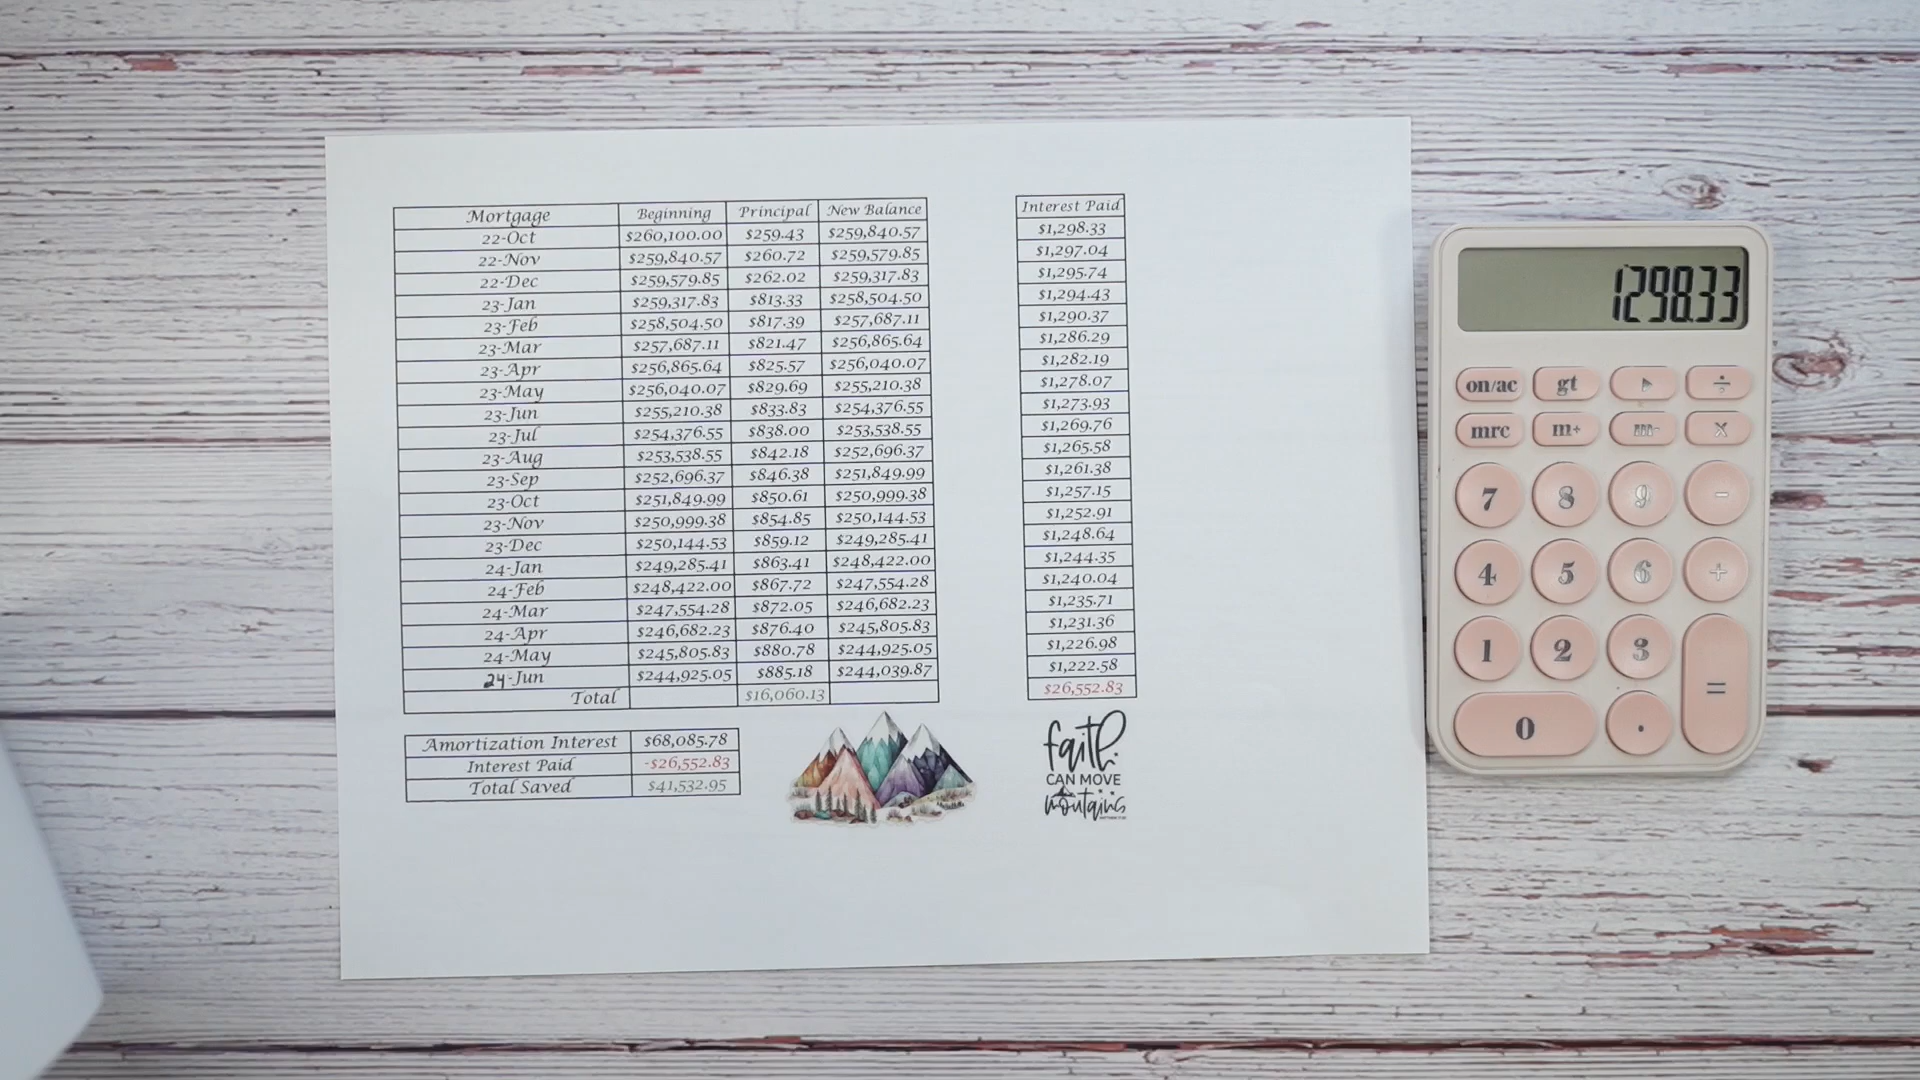 Mortgage Beginning Principal New Balance Interest Paid
22-Oct $260,100.00 $259.43 $259,840.57 $1,298.33
22-Nov $259,840.57 $260.72 $259,579.85 $1,297.04
22-Dec $259,579.85 $262.02 $259,317.83 $1,295.74
23-Jan $259,317.83 $813.33 $258,504.50 $1,294.43
23-Feb $258,504.50 $817.39 $257,687.11 $1,290.37
23-Mar $257,687.11 $821.47 $256,865.64 $1,286.29
23-Apr $256,865.64 $825.57 $256,040.07 $1,282.19
23-May $256,040.07 $829.69 $255,210.38 $1,278.07
23-Jun $255,210.38 $833.83 $254,376.55 $1,273.93
23-Jul $254,376.55 $838.00 $253,538.55 $1,269.76
23-Aug $253,538.55 $842.18 $252,696.37 $1,265.58
23-Sep $252,696.37 $846.38 $251,849.99 $1,261.38
23-Oct $251,849.99 $850.61 $250,999.38 $1,257.15
23-Nov $250,999.38 $854.85 $250,144.53 $1,252.91
23-Dec $250,144.53 $859.12 $249,285.41 $1,248.64
24-Jan $249,285.41 $863.41 $248,422.00 $1,244.35
24-Feb $248,422.00 $867.72 $247,554.28 $1,240.04
24-Mar $247,554.28 $872.05 $246,682.23 $1,235.71
24-Apr $246,682.23 $876.40 $245,805.83 $1,231.36
24-May $245,805.83 $880.78 $244,925.05 $1,226.98
24-Jun $244,925.05 $885.18 $244,039.87 $1,222.58
Total $16,060.13 $26,552.83
Amortization Interest $68,085.78
Interest Paid -$26,552.83
Total Saved $41,532.95
faith
CAN MOVE
moutains
1298.33
on/ac gt ÷
mrc m+ m- X
7 8 9 -
4 5 6 +
1 2 3 =
0 .